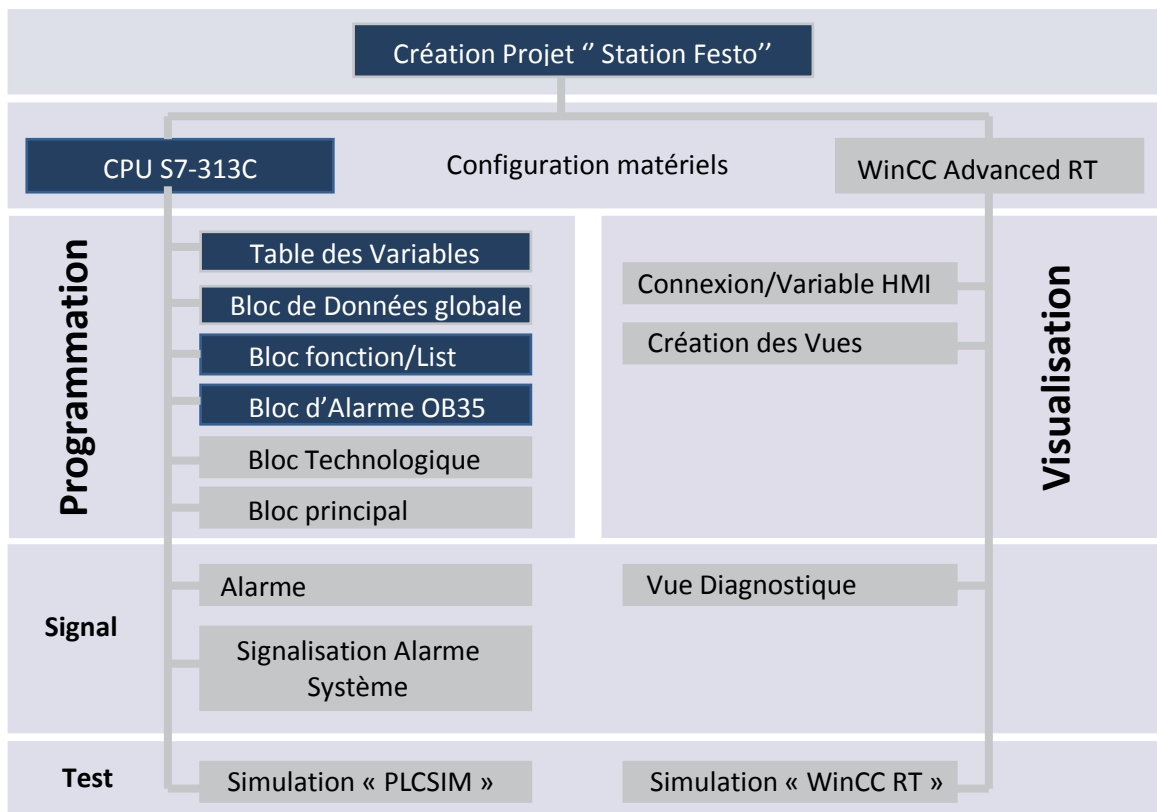 Création Projet “ Station Festo’’
CPU S7-313C
Configuration matériels
WinCC Advanced RT
Programmation
Table des Variables
Bloc de Données globale
Bloc fonction/List
Bloc d’Alarme OB35
Bloc Technologique
Bloc principal
Connexion/Variable HMI
Création des Vues
Visualisation
Signal
Alarme
Signalisation Alarme
Système
Vue Diagnostique
Test
Simulation « PLCSIM »
Simulation « WinCC RT »